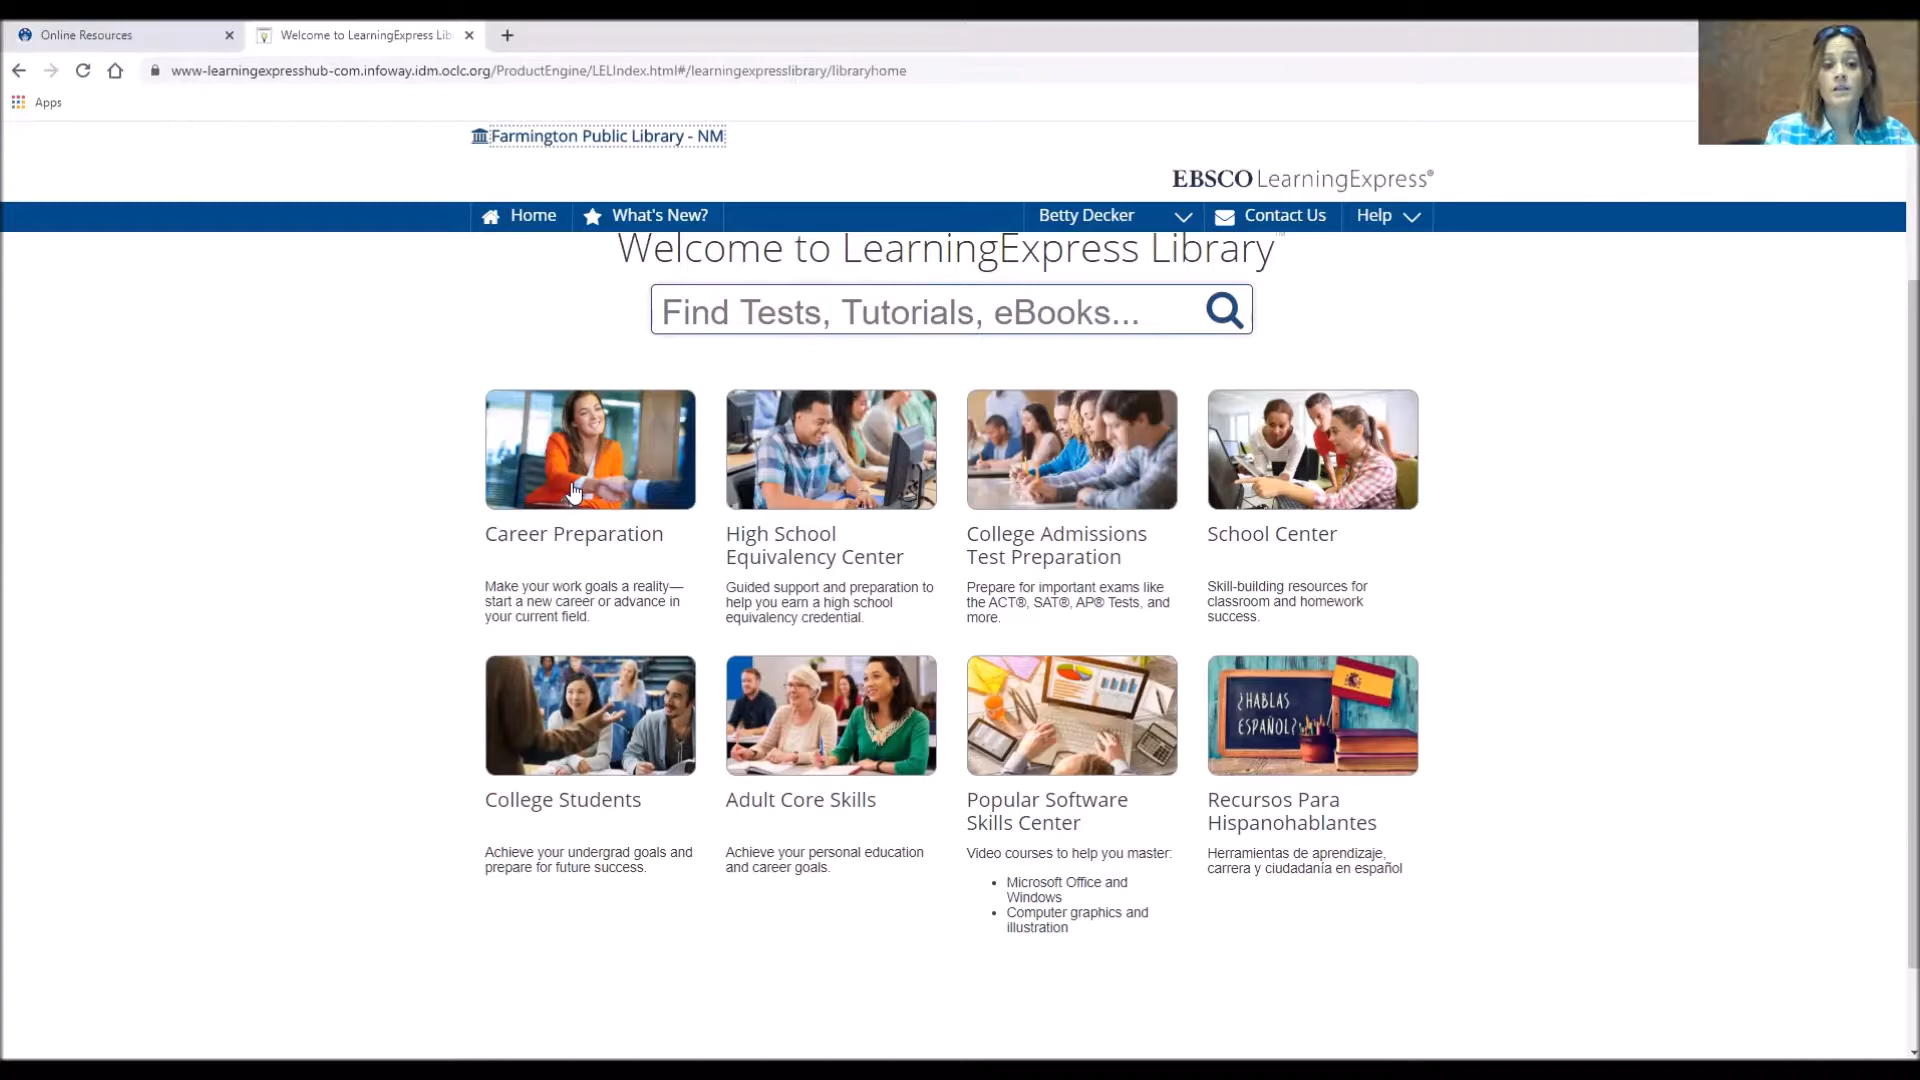 Online Resources
Welcome to LearningExpress Lib
www-learningexpresshub-com.infoway.idm.oclc.org/ProductEngine/LELIndex.html#/learningexpresslibrary/libraryhome
Apps
Farmington Public Library - NM
EBSCO LearningExpress®
Home
What's New?
Betty Decker
Contact Us
Help
Welcome to LearningExpress Library™
Find Tests, Tutorials, eBooks...
Career Preparation
Make your work goals a reality—
start a new career or advance in
your current field.
High School
Equivalency Center
Guided support and preparation to
help you earn a high school
equivalency credential.
College Admissions
Test Preparation
Prepare for important exams like
the ACT®, SAT®, AP® Tests, and
more.
School Center
Skill-building resources for
classroom and homework
success.
¿HABLAS
ESPAÑOL?
College Students
Achieve your undergrad goals and
prepare for future success.
Adult Core Skills
Achieve your personal education
and career goals.
Popular Software
Skills Center
Video courses to help you master:
• Microsoft Office and
Windows
• Computer graphics and
illustration
Recursos Para
Hispanohablantes
Herramientas de aprendizaje,
carrera y ciudadanía en español